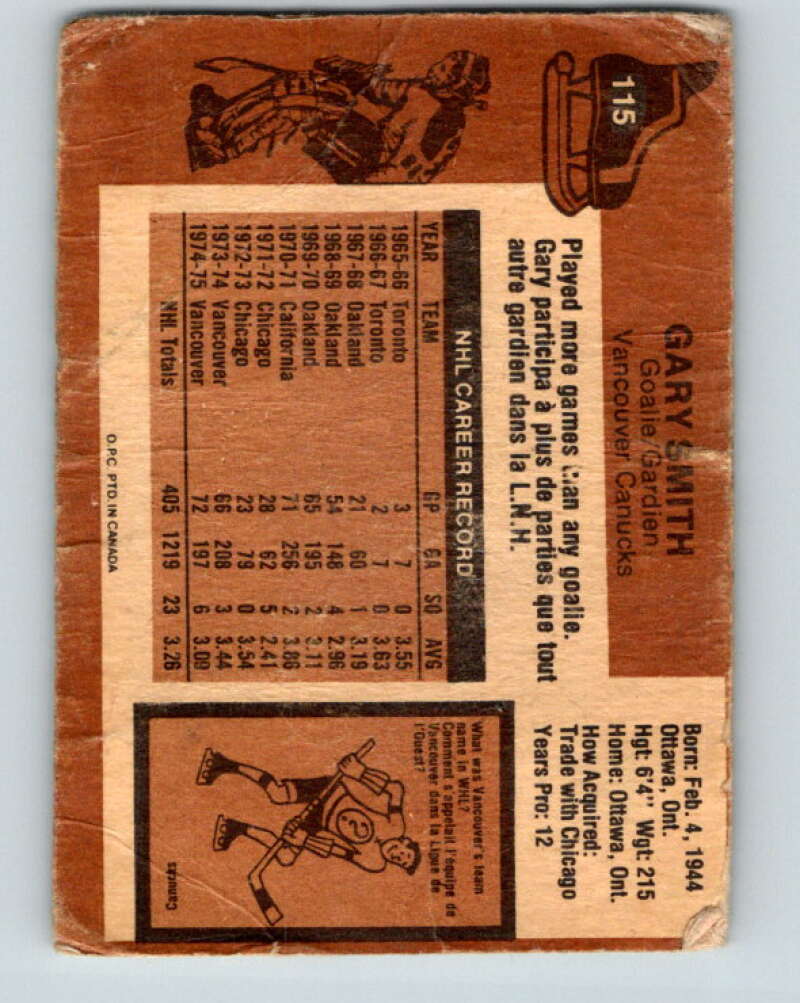 115
GARY SMITH
Goalie/Gardien
Vancouver Canucks
Born: Feb. 4, 1944
Ottawa, Ont.
Hgt: 6'4" Wgt: 215
Home: Ottawa, Ont.
How Acquired:
Trade with Chicago
Years Pro: 12
Played more games than any goalie.
Gary participa à plus de parties que tout
autre gardien dans la L.N.H.
NHL CAREER RECORD
YEAR TEAM GP GA SO AVG
1965-66 Toronto 3 7 0 3.55
1966-67 Toronto 2 7 0 3.63
1967-68 Oakland 21 60 1 3.19
1968-69 Oakland 54 148 4 2.96
1969-70 Oakland 65 195 2 3.11
1970-71 California 71 256 2 3.86
1971-72 Chicago 28 62 5 2.41
1972-73 Chicago 23 79 0 3.54
1973-74 Vancouver 66 208 3 3.44
1974-75 Vancouver 72 197 6 3.09
NHL Totals 405 1219 23 3.26
What was Vancouver's team
name in WHL?
Comment s'appelait l'équipe de
Vancouver dans la Ligue de
l'Ouest?
Canucks
O.P.C. PTD. IN CANADA